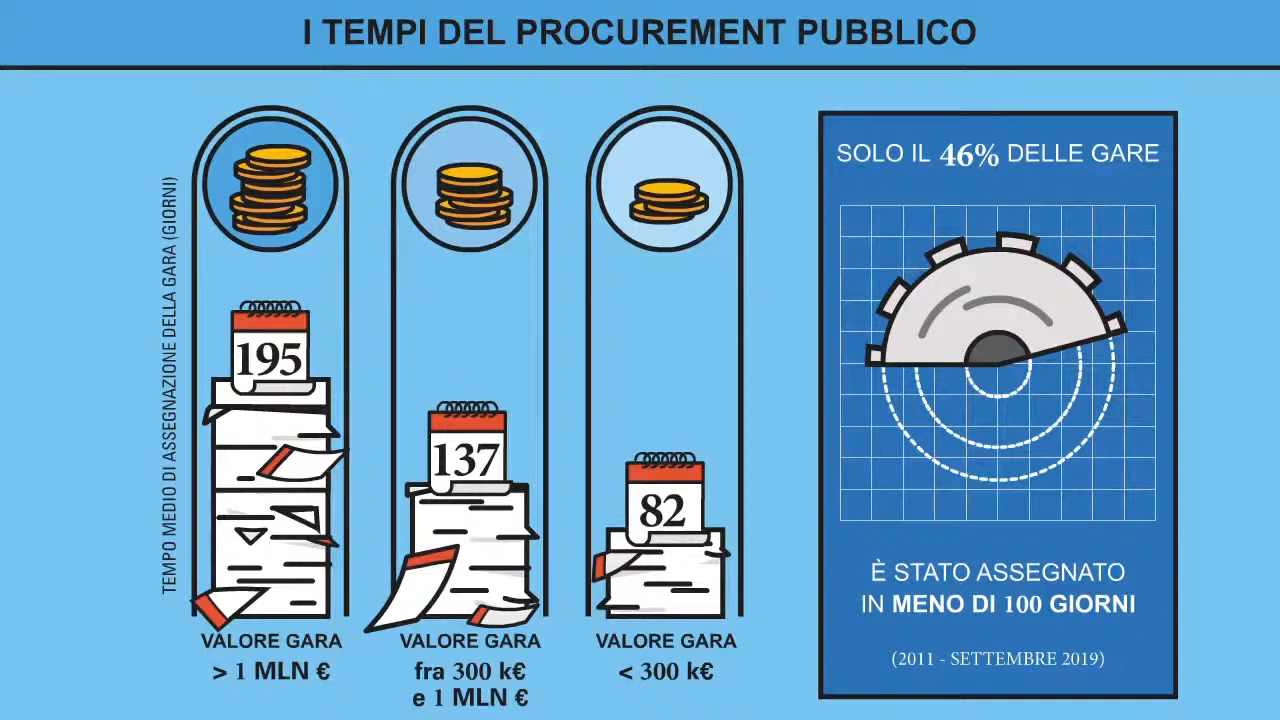 I TEMPI DEL PROCUREMENT PUBBLICO
TEMPO MEDIO DI ASSEGNAZIONE DELLA GARA (GIORNI)
195
VALORE GARA
> 1 MLN €
137
VALORE GARA
fra 300 k€
e 1 MLN €
82
VALORE GARA
< 300 k€
SOLO IL 46% DELLE GARE
È STATO ASSEGNATO
IN MENO DI 100 GIORNI
(2011 - SETTEMBRE 2019)